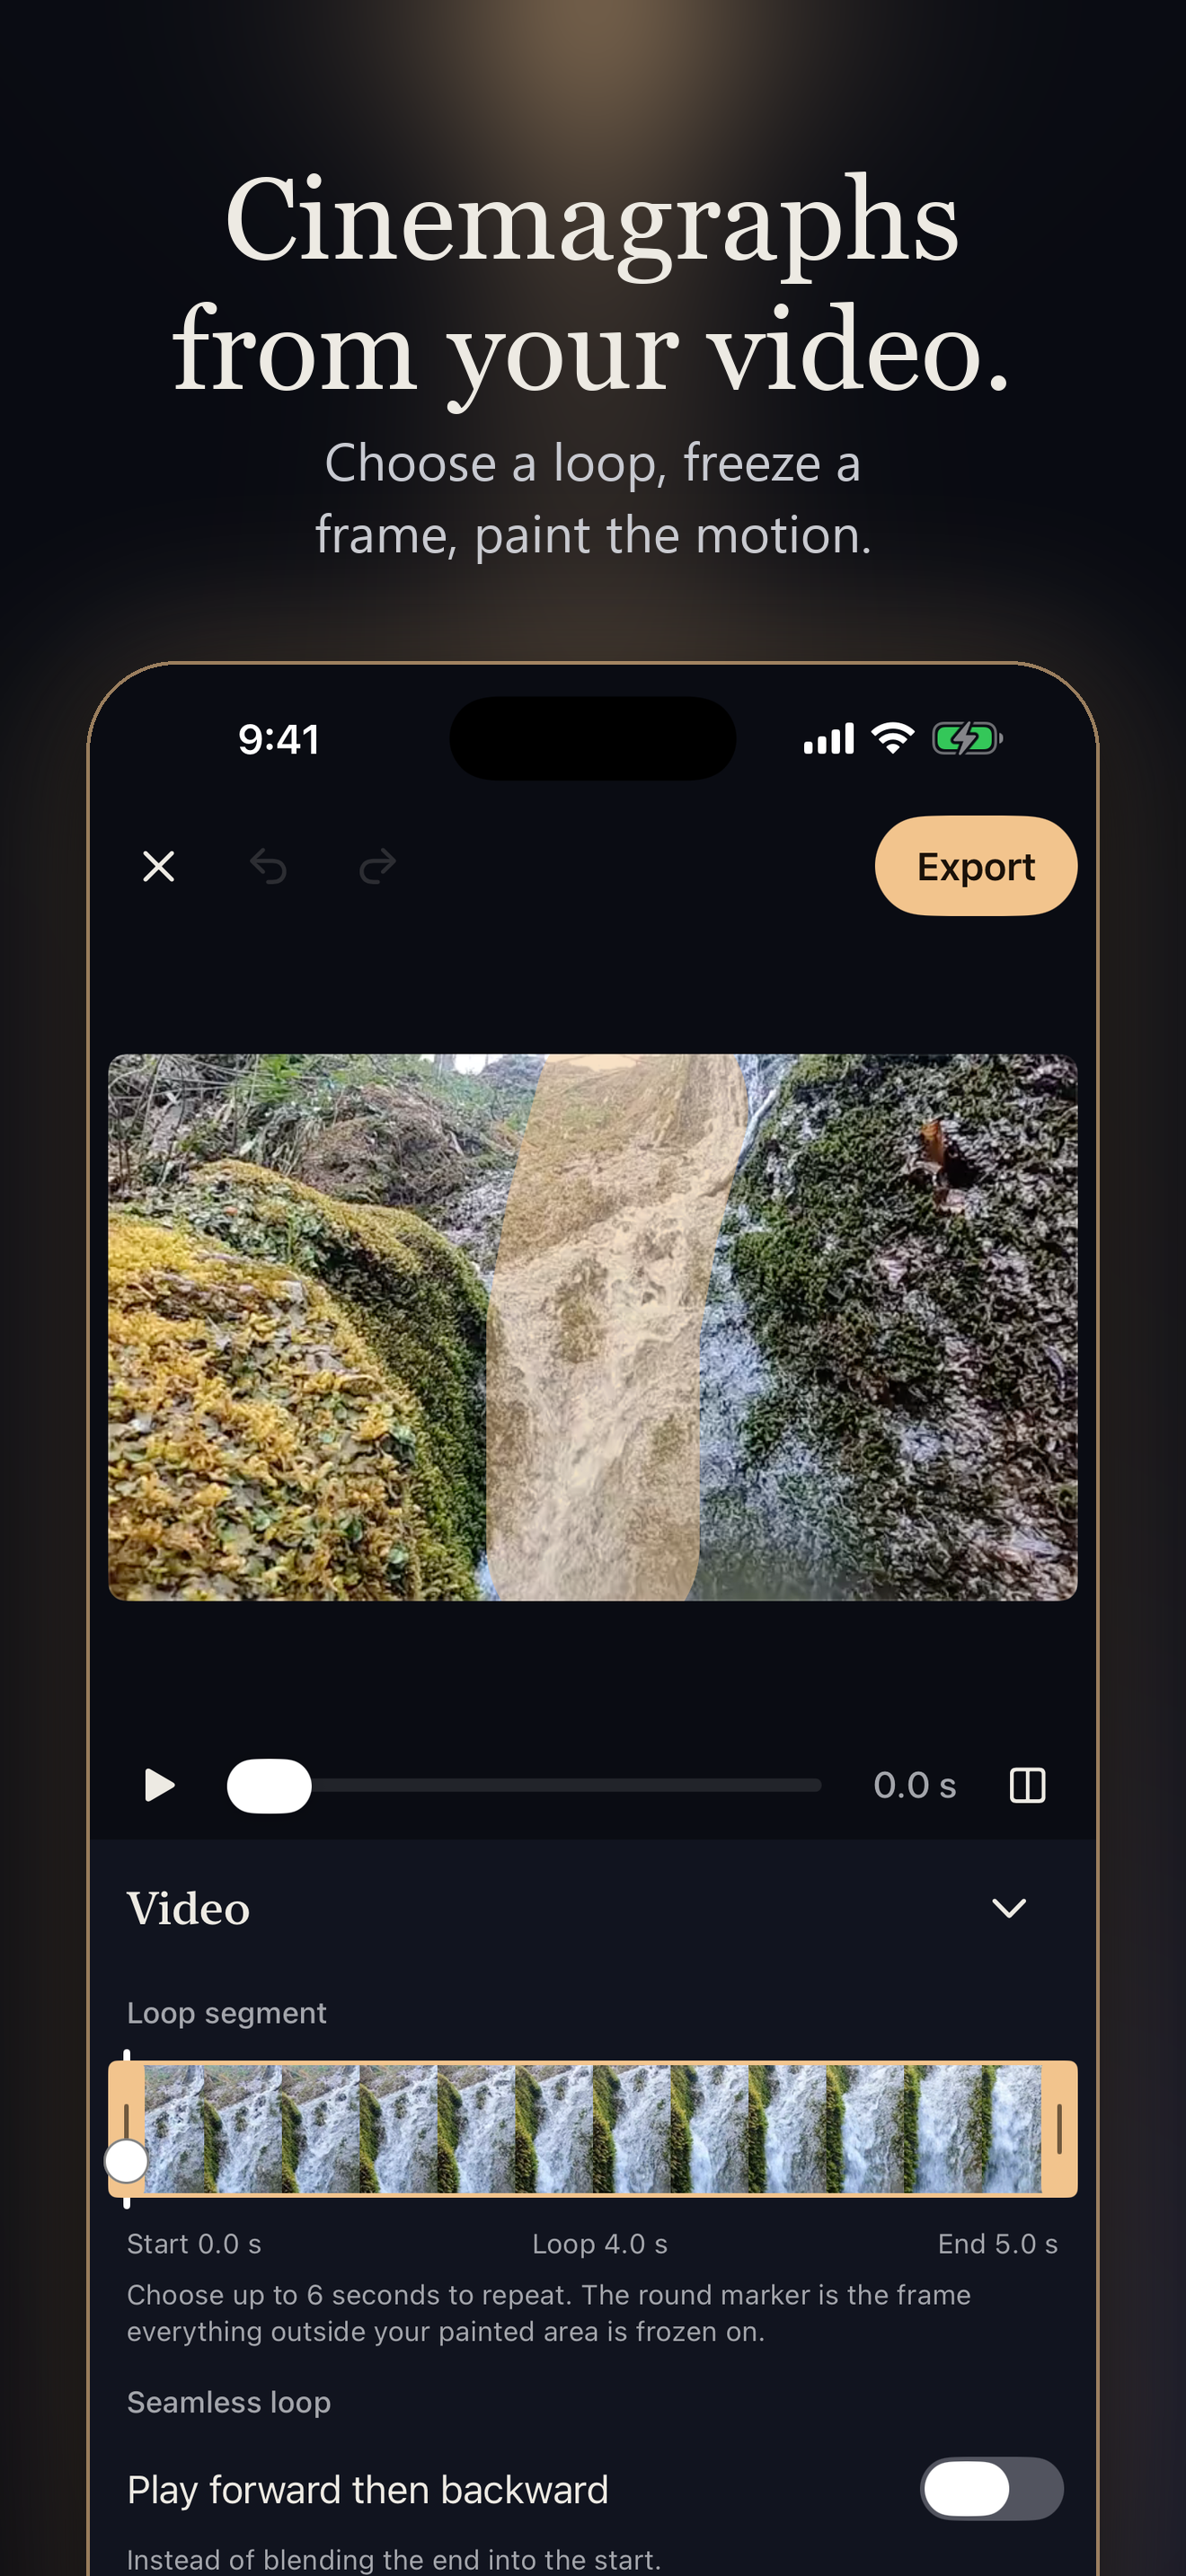 Cinemagraphs
from your video.
Choose a loop, freeze a
frame, paint the motion.
9:41
Export
0.0 s
Video
Loop segment
Start 0.0 s
Loop 4.0 s
End 5.0 s
Choose up to 6 seconds to repeat. The round marker is the frame
everything outside your painted area is frozen on.
Seamless loop
Play forward then backward
Instead of blending the end into the start.